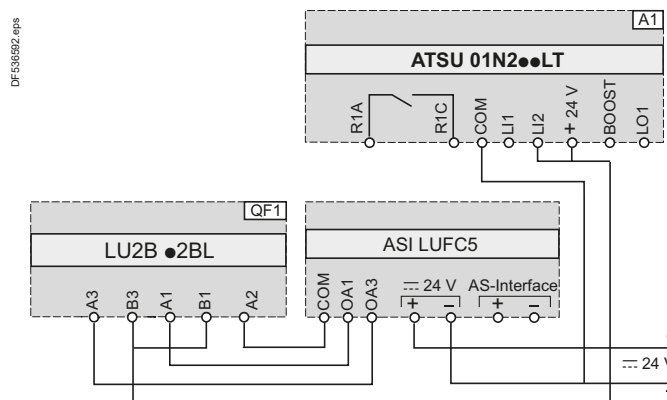 DF536592.eps
A1
ATSU 01N2●●LT
R1A R1C COM LI1 LI2 + 24 V BOOST LO1
QF1
LU2B ●2BL
ASI LUFC5
A3 B3 A1 B1 A2
COM OA1 OA3 24 V AS-Interface
+ – + –
24 V